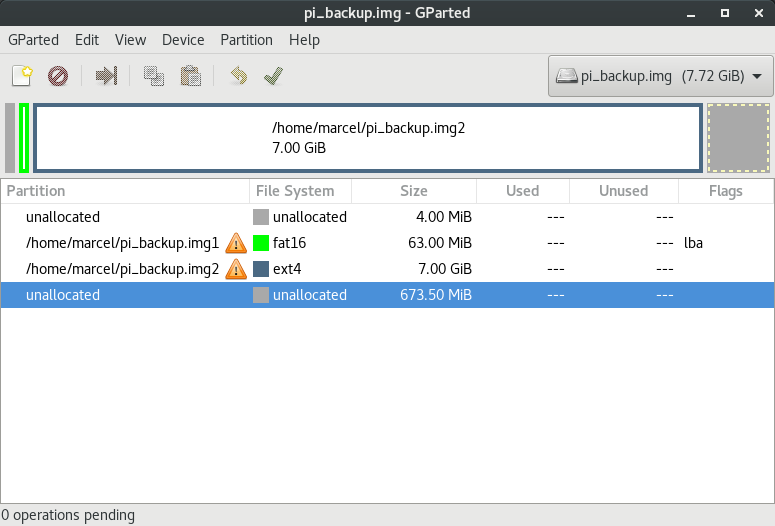 pi_backup.img - GParted
GParted Edit View Device Partition Help
pi_backup.img (7.72 GiB)
/home/marcel/pi_backup.img2
7.00 GiB
Partition File System Size Used Unused Flags
unallocated unallocated 4.00 MiB --- ---
/home/marcel/pi_backup.img1 fat16 63.00 MiB --- --- lba
/home/marcel/pi_backup.img2 ext4 7.00 GiB --- ---
unallocated unallocated 673.50 MiB --- ---
0 operations pending